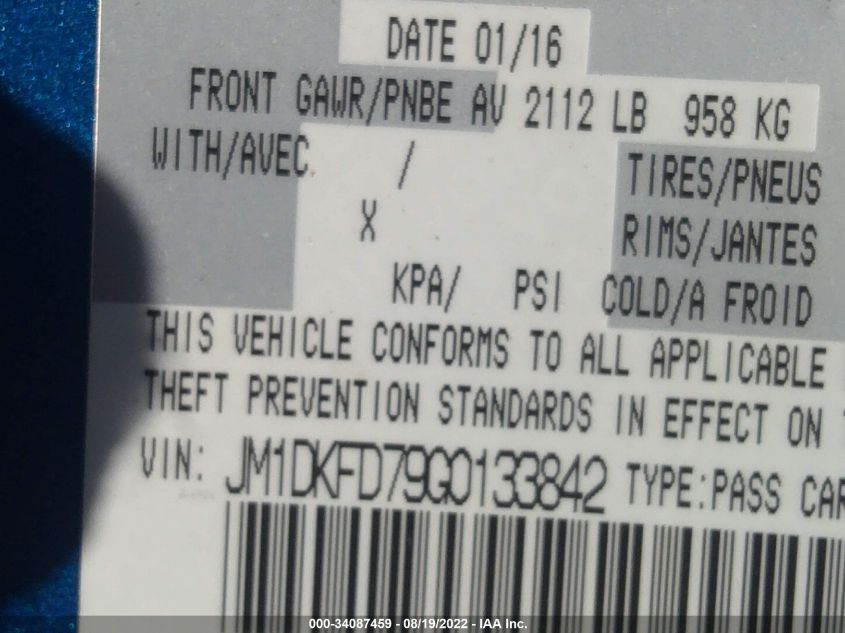 DATE 01/16
FRONT GAWR/PNBE AV 2112 LB 958 KG
WITH/AVEC / TIRES/PNEUS
X RIMS/JANTES
KPA/ PSI COLD/A FROID
THIS VEHICLE CONFORMS TO ALL APPLICABLE
THEFT PREVENTION STANDARDS IN EFFECT ON
VIN: JM1DKFD79G0133842 TYPE:PASS CAR
000-34087459 - 08/19/2022 - IAA Inc.